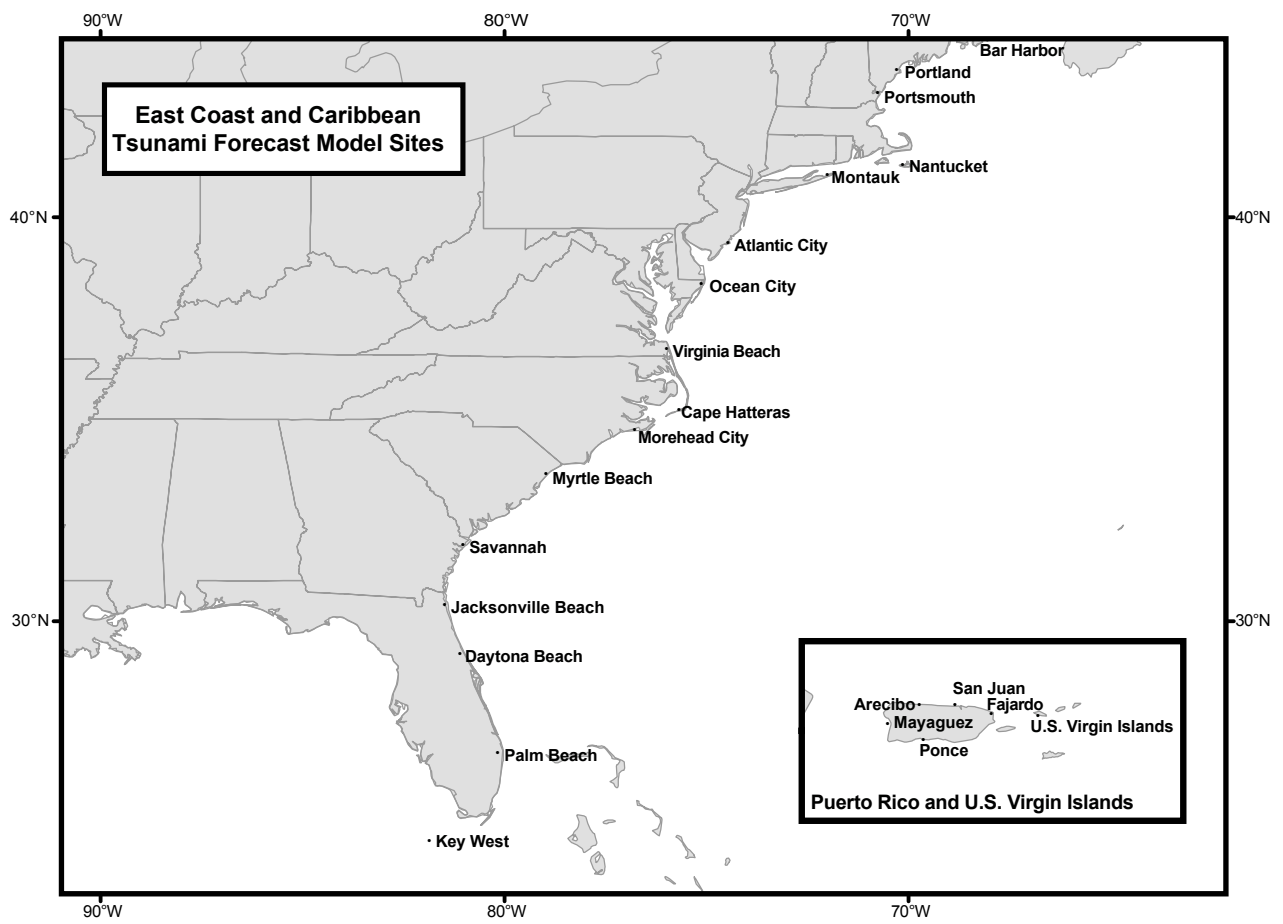 90°W
80°W
70°W
Bar Harbor
Portland
Portsmouth
East Coast and Caribbean
Tsunami Forecast Model Sites
Nantucket
Montauk
40°N
40°N
Atlantic City
Ocean City
Virginia Beach
Cape Hatteras
Morehead City
Myrtle Beach
Savannah
Jacksonville Beach
30°N
30°N
Daytona Beach
San Juan
Arecibo
Fajardo
Mayaguez
U.S. Virgin Islands
Ponce
Palm Beach
Puerto Rico and U.S. Virgin Islands
Key West
90°W
80°W
70°W